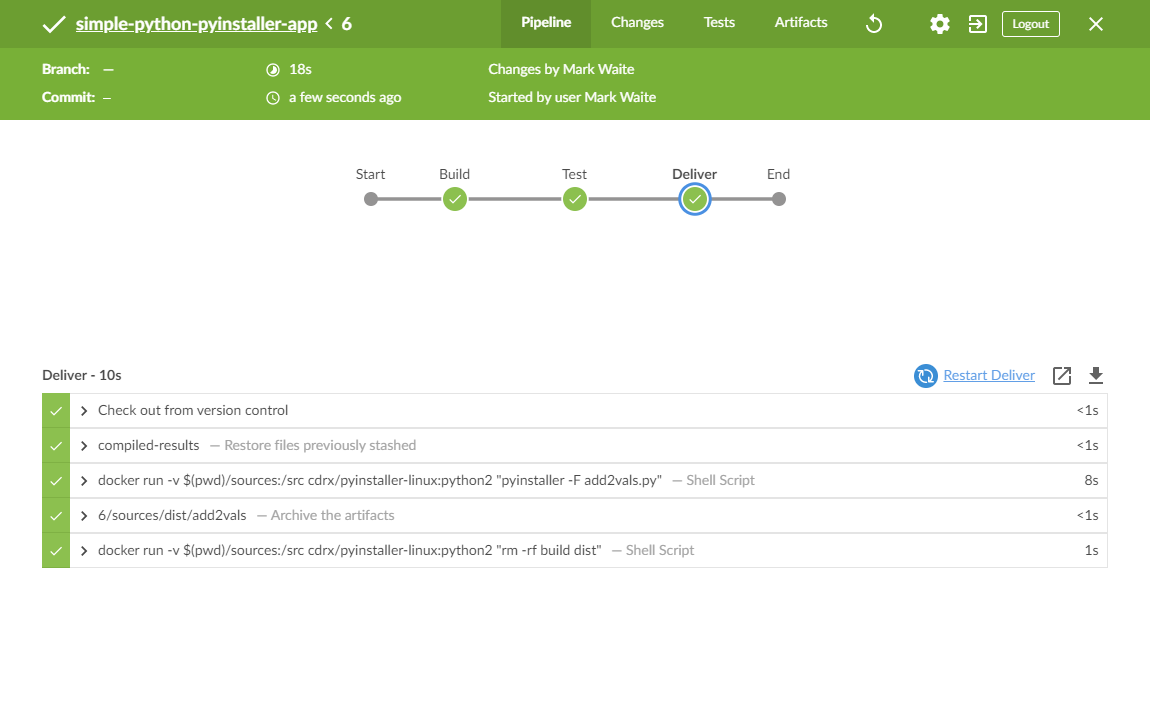 simple-python-pyinstaller-app < 6 Pipeline Changes Tests Artifacts Logout
Branch: — 18s Changes by Mark Waite
Commit: — a few seconds ago Started by user Mark Waite
Start Build Test Deliver End
Deliver - 10s Restart Deliver
Check out from version control <1s
compiled-results — Restore files previously stashed <1s
docker run -v $(pwd)/sources:/src cdrx/pyinstaller-linux:python2 "pyinstaller -F add2vals.py" — Shell Script 8s
6/sources/dist/add2vals — Archive the artifacts <1s
docker run -v $(pwd)/sources:/src cdrx/pyinstaller-linux:python2 "rm -rf build dist" — Shell Script 1s